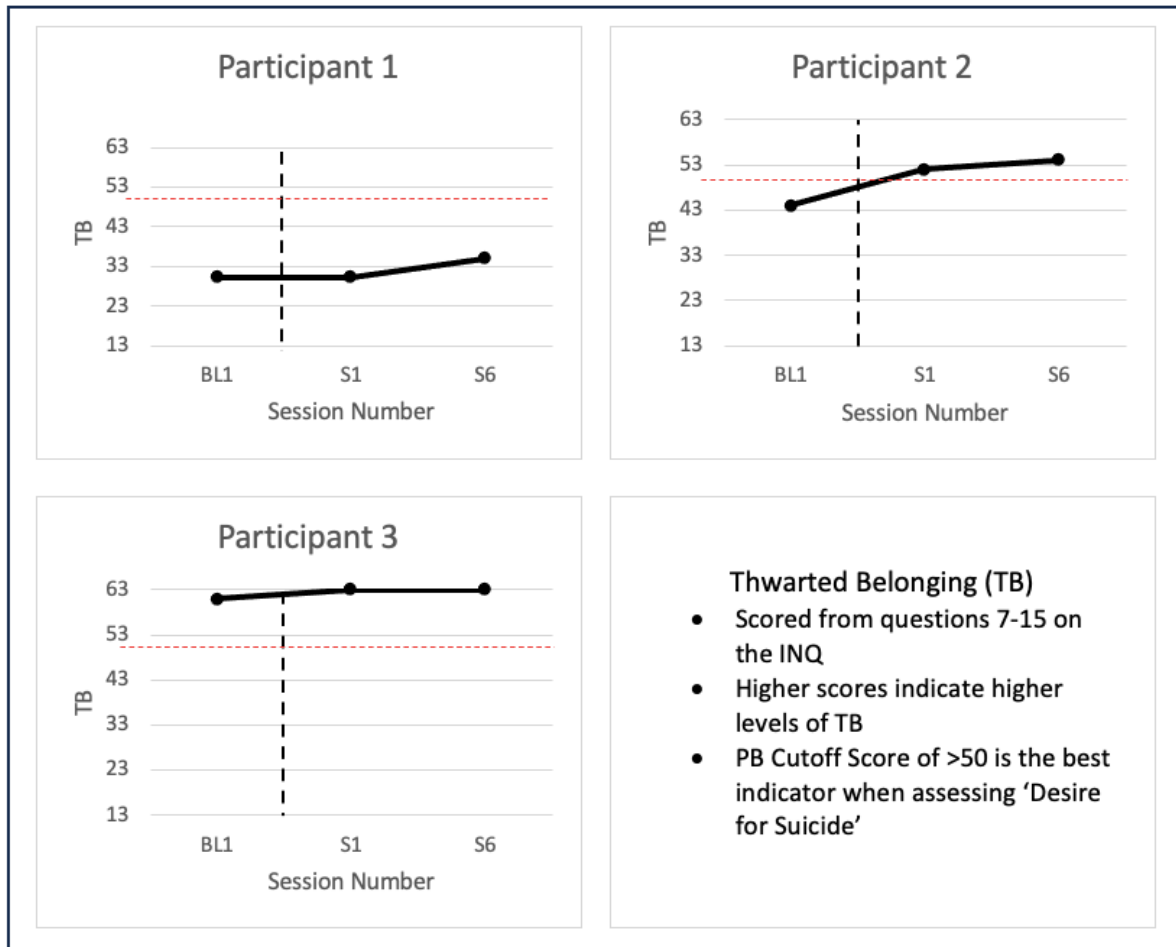 Participant 1
63
53
43
33
23
13
TB
BL1 S1 S6
Session Number
Participant 2
63
53
43
33
23
13
TB
BL1 S1 S6
Session Number
Participant 3
63
53
43
33
23
13
TB
BL1 S1 S6
Session Number
Thwarted Belonging (TB)
• Scored from questions 7-15 on
the INQ
• Higher scores indicate higher
levels of TB
• PB Cutoff Score of >50 is the best
indicator when assessing ‘Desire
for Suicide’